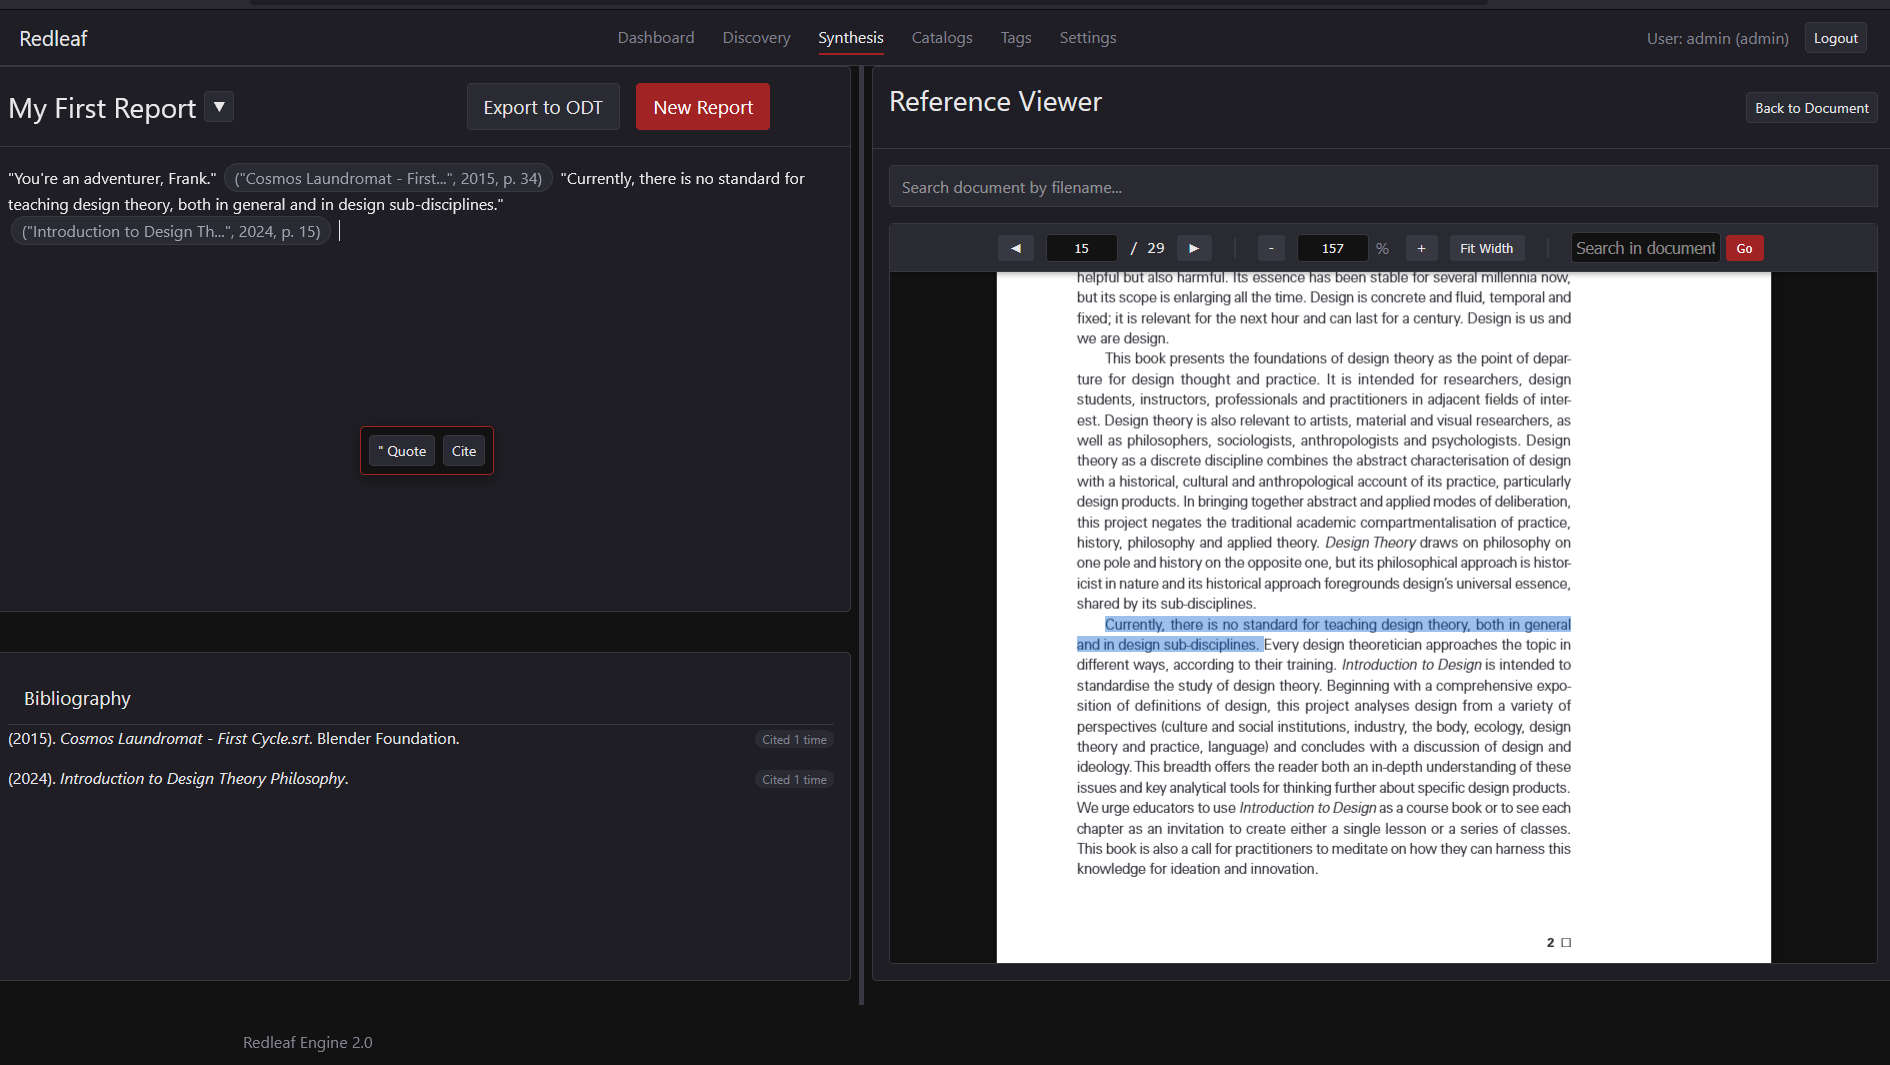 Redleaf
Dashboard Discovery Synthesis Catalogs Tags Settings
User: admin (admin) Logout
My First Report ▼
Export to ODT New Report
"You're an adventurer, Frank." ("Cosmos Laundromat - First...", 2015, p. 34) "Currently, there is no standard for
teaching design theory, both in general and in design sub-disciplines."
("Introduction to Design Th...", 2024, p. 15)
" Quote Cite
Bibliography
(2015). Cosmos Laundromat - First Cycle.srt. Blender Foundation. Cited 1 time
(2024). Introduction to Design Theory Philosophy. Cited 1 time
Reference Viewer
Back to Document
Search document by filename...
◀ 15 / 29 ▶ - 157 % + Fit Width Search in document Go
helpful but also harmful. Its essence has been stable for several millennia now,
but its scope is enlarging all the time. Design is concrete and fluid, temporal and
fixed; it is relevant for the next hour and can last for a century. Design is us and
we are design.
This book presents the foundations of design theory as the point of depar-
ture for design thought and practice. It is intended for researchers, design
students, instructors, professionals and practitioners in adjacent fields of inter-
est. Design theory is also relevant to artists, material and visual researchers, as
well as philosophers, sociologists, anthropologists and psychologists. Design
theory as a discrete discipline combines the abstract characterisation of design
with a historical, cultural and anthropological account of its practice, particularly
design products. In bringing together abstract and applied modes of deliberation,
this project negates the traditional academic compartmentalisation of practice,
history, philosophy and applied theory. Design Theory draws on philosophy on
one pole and history on the opposite one, but its philosophical approach is histor-
icist in nature and its historical approach foregrounds design's universal essence,
shared by its sub-disciplines.
Currently, there is no standard for teaching design theory, both in general
and in design sub-disciplines. Every design theoretician approaches the topic in
different ways, according to their training. Introduction to Design is intended to
standardise the study of design theory. Beginning with a comprehensive expo-
sition of definitions of design, this project analyses design from a variety of
perspectives (culture and social institutions, industry, the body, ecology, design
theory and practice, language) and concludes with a discussion of design and
ideology. This breadth offers the reader both an in-depth understanding of these
issues and key analytical tools for thinking further about specific design products.
We urge educators to use Introduction to Design as a course book or to see each
chapter as an invitation to create either a single lesson or a series of classes.
This book is also a call for practitioners to meditate on how they can harness this
knowledge for ideation and innovation.
2 □
Redleaf Engine 2.0